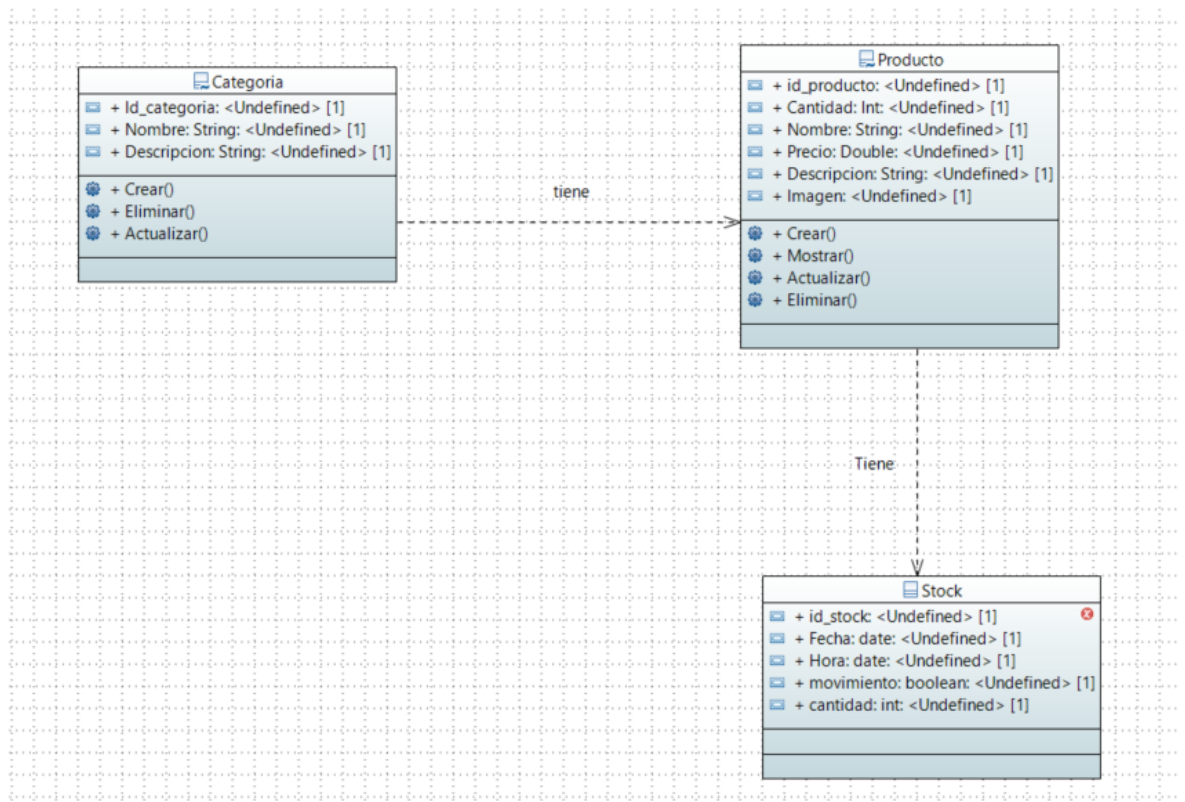 Categoria
+ Id_categoria: <Undefined> [1]
+ Nombre: String: <Undefined> [1]
+ Descripcion: String: <Undefined> [1]
+ Crear()
+ Eliminar()
+ Actualizar()
tiene
Producto
+ id_producto: <Undefined> [1]
+ Cantidad: Int: <Undefined> [1]
+ Nombre: String: <Undefined> [1]
+ Precio: Double: <Undefined> [1]
+ Descripcion: String: <Undefined> [1]
+ Imagen: <Undefined> [1]
+ Crear()
+ Mostrar()
+ Actualizar()
+ Eliminar()
Tiene
Stock
+ id_stock: <Undefined> [1]
+ Fecha: date: <Undefined> [1]
+ Hora: date: <Undefined> [1]
+ movimiento: boolean: <Undefined> [1]
+ cantidad: int: <Undefined> [1]